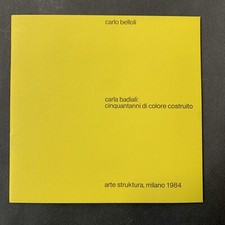 carlo belloli
carla badiali:
cinquantanni di colore costruito
arte struktura, milano 1984